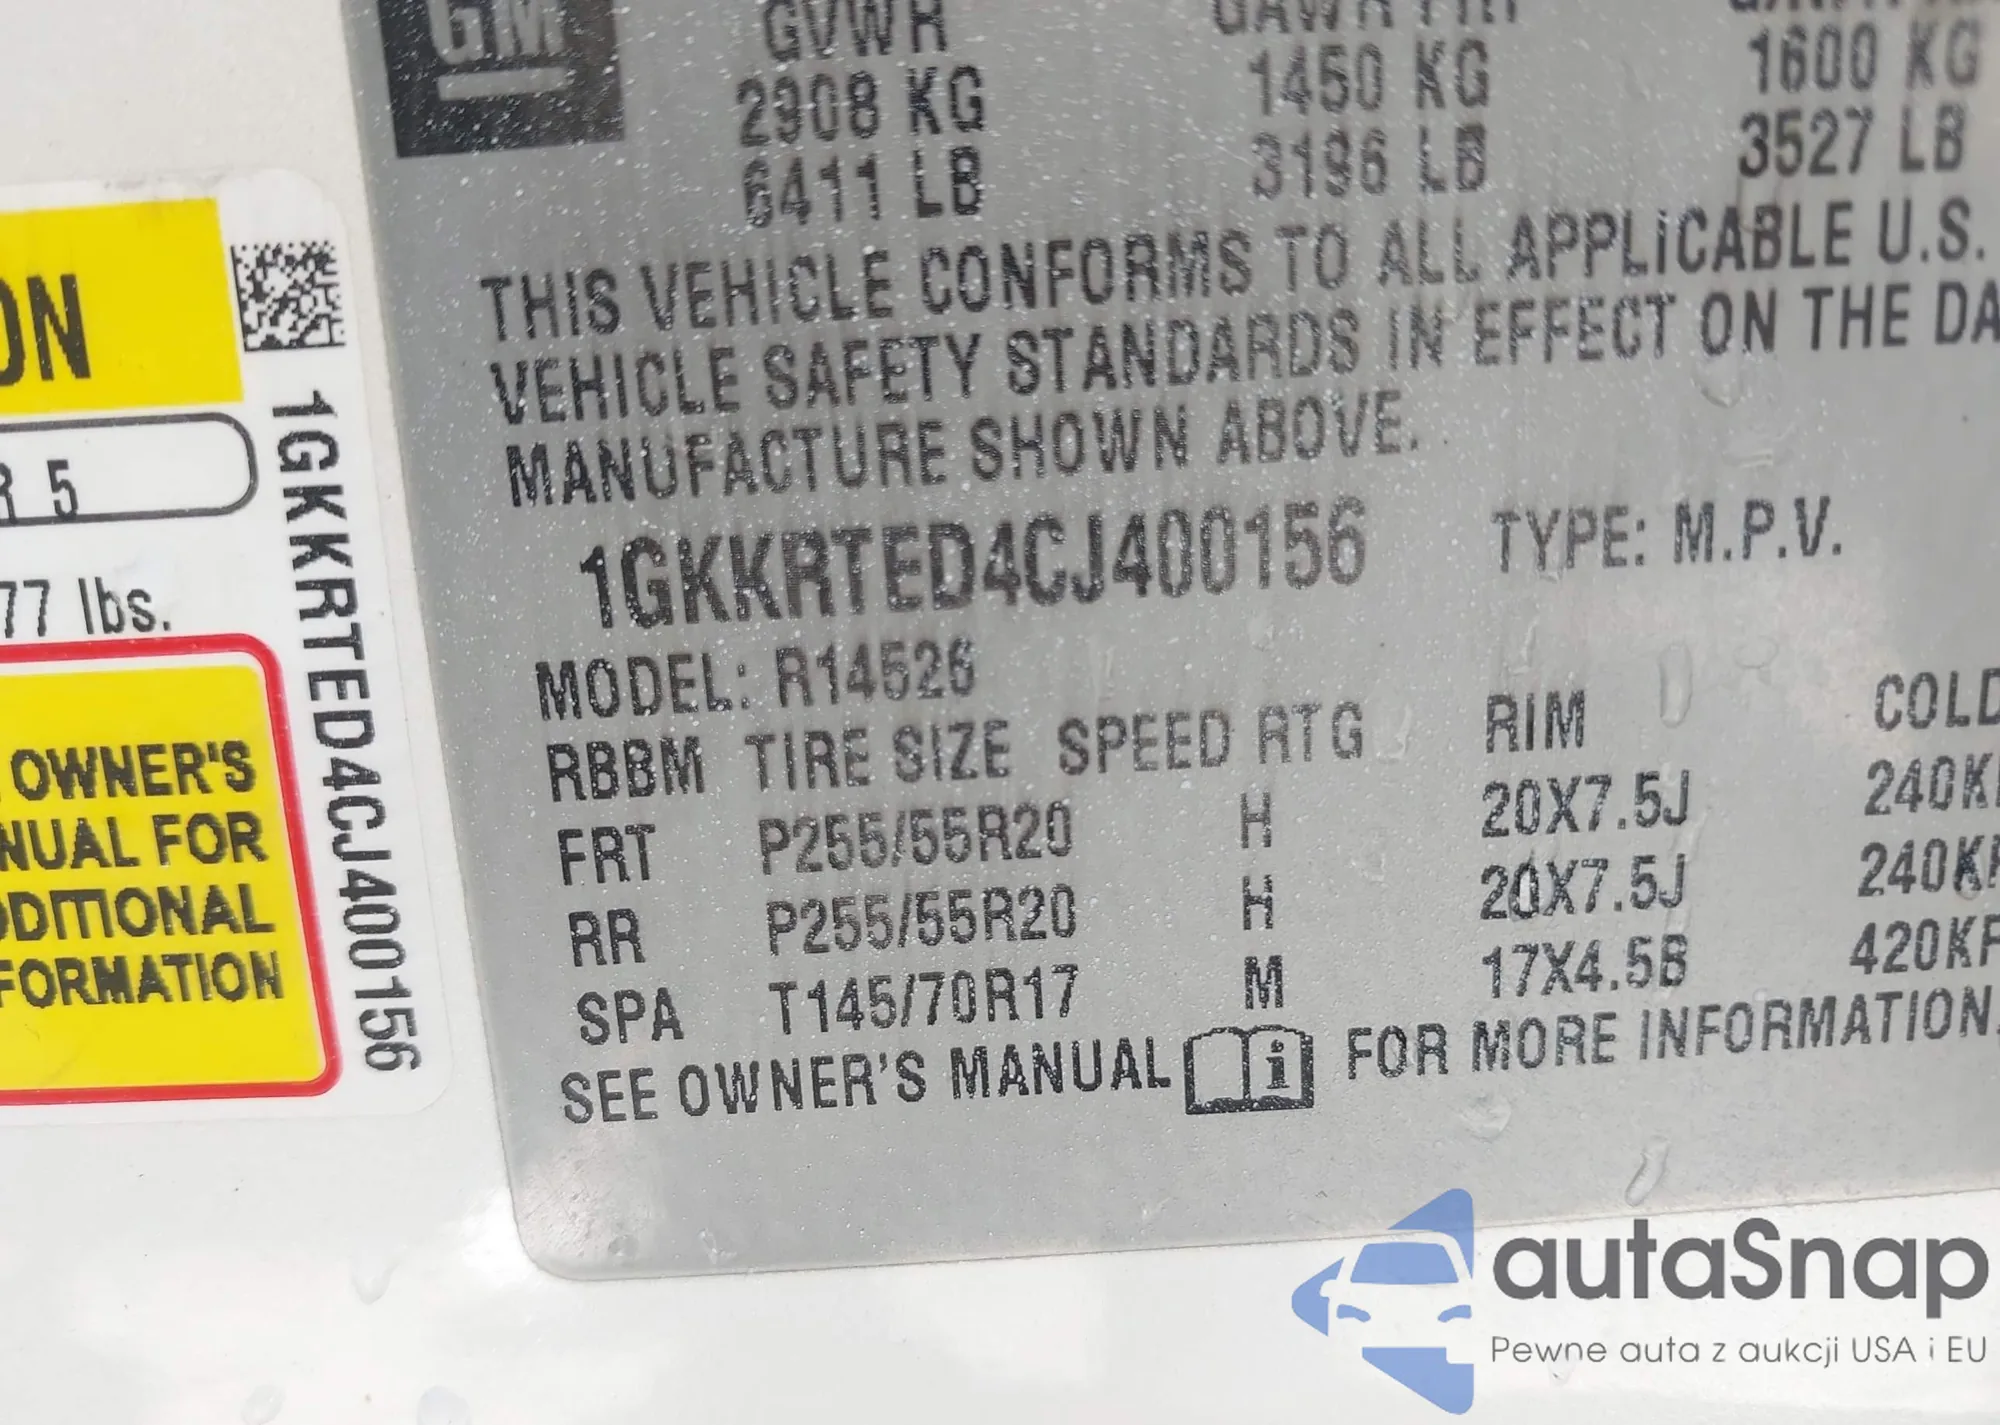 GM
GVWR
GAWR FRT
2908 KG
1450 KG
1600 KG
6411 LB
3196 LB
3527 LB
THIS VEHICLE CONFORMS TO ALL APPLICABLE U.S.
VEHICLE SAFETY STANDARDS IN EFFECT ON THE DA
MANUFACTURE SHOWN ABOVE.
1GKKRTED4CJ400156 TYPE: M.P.V.
MODEL: R14526
RBBM TIRE SIZE SPEED RTG RIM COLD
FRT P255/55R20 H 20X7.5J 240K
RR P255/55R20 H 20X7.5J 240K
SPA T145/70R17 M 17X4.5B 420K
SEE OWNER'S MANUAL i FOR MORE INFORMATION.
ON
R 5
77 lbs.
OWNER'S
NUAL FOR
DDITIONAL
FORMATION
1GKKRTED4CJ400156
autaSnap
Pewne auta z aukcji USA i EU